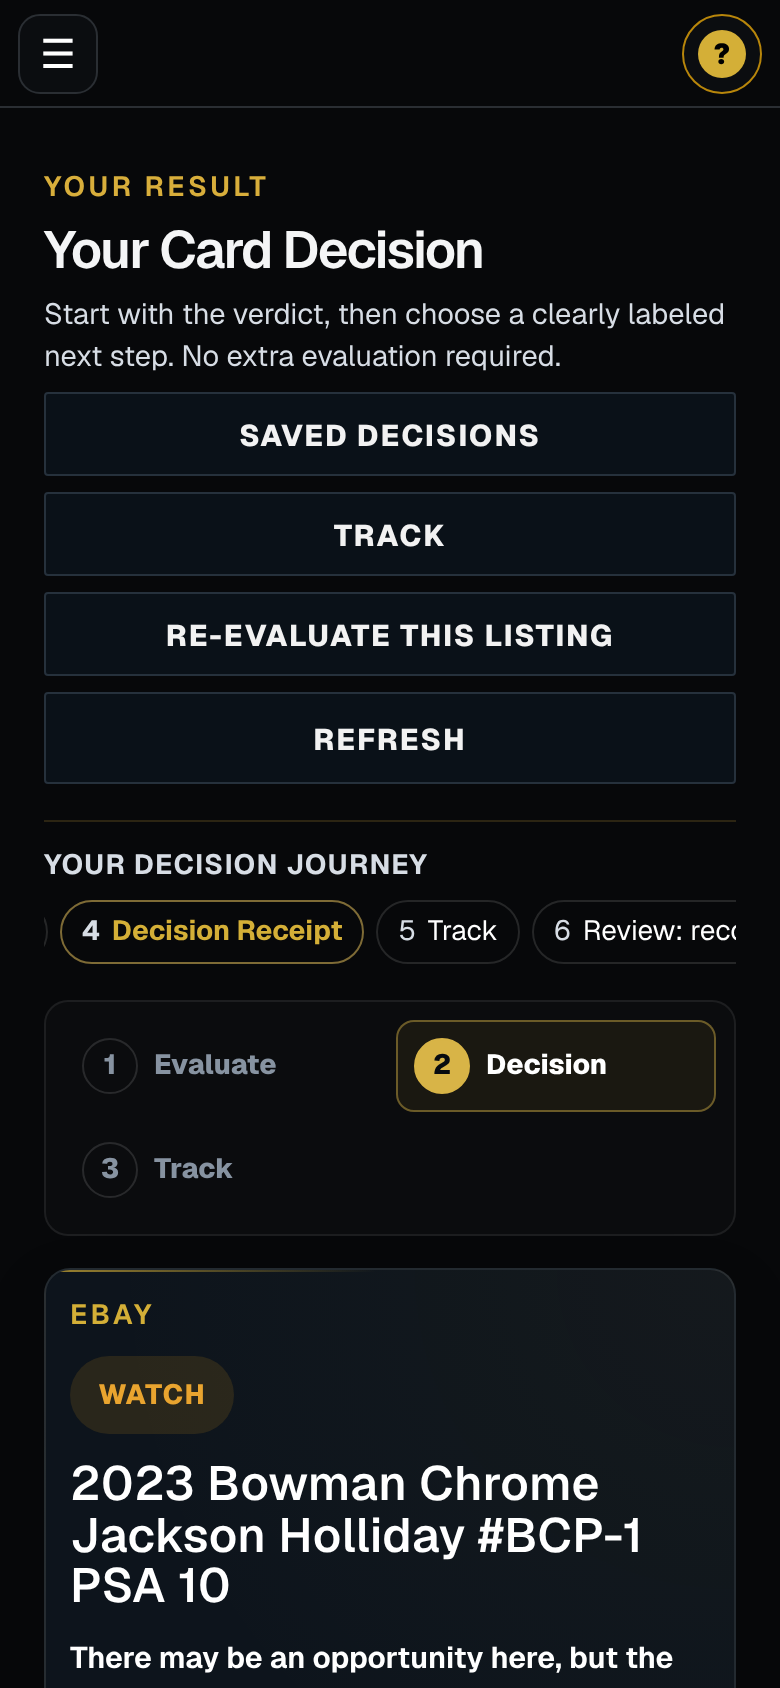 ☰
?
YOUR RESULT
Your Card Decision
Start with the verdict, then choose a clearly labeled
next step. No extra evaluation required.
SAVED DECISIONS
TRACK
RE-EVALUATE THIS LISTING
REFRESH
YOUR DECISION JOURNEY
4 Decision Receipt 5 Track 6 Review: reco
1 Evaluate 2 Decision
3 Track
EBAY
WATCH
2023 Bowman Chrome
Jackson Holliday #BCP-1
PSA 10
There may be an opportunity here, but the